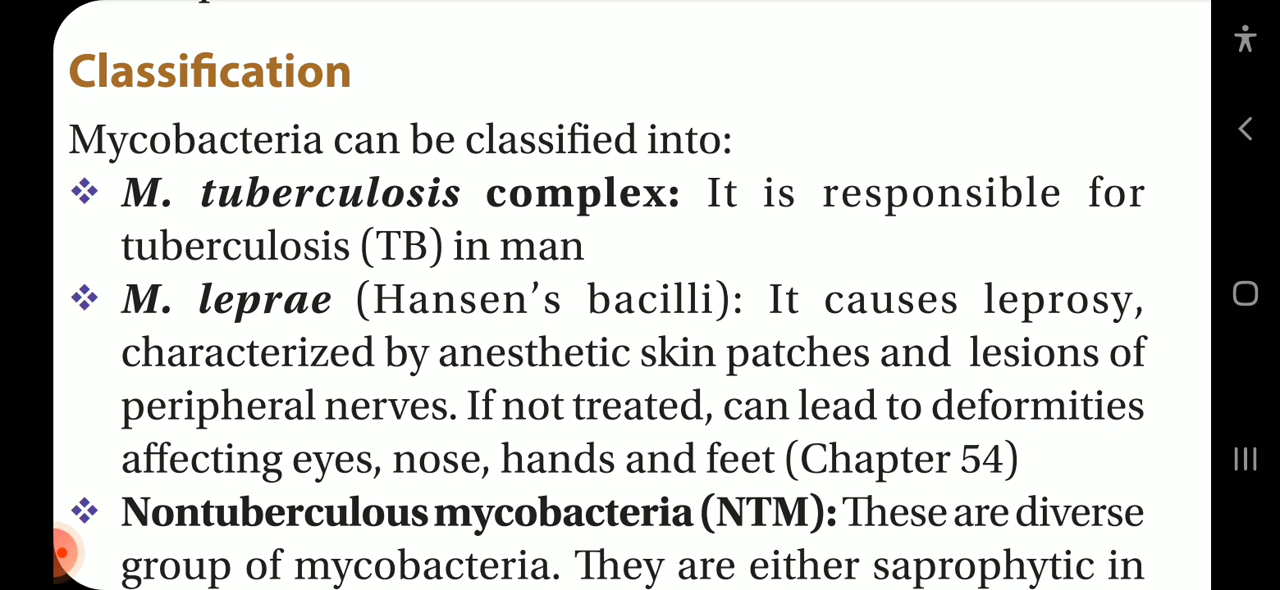 Classification
Mycobacteria can be classified into:
❖ M. tuberculosis complex: It is responsible for
tuberculosis (TB) in man
❖ M. leprae (Hansen's bacilli): It causes leprosy,
characterized by anesthetic skin patches and lesions of
peripheral nerves. If not treated, can lead to deformities
affecting eyes, nose, hands and feet (Chapter 54)
❖ Nontuberculous mycobacteria (NTM): These are diverse
group of mycobacteria. They are either saprophytic in